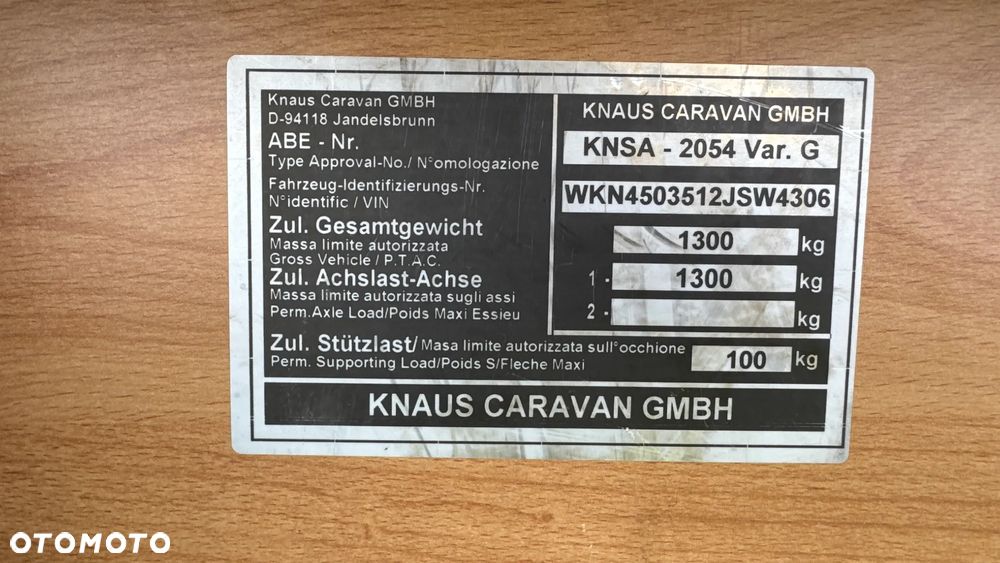 Knaus Caravan GMBH
D-94118 Jandelsbrunn
ABE - Nr.
Type Approval-No./ N°omologazione
Fahrzeug-Identifizierungs-Nr.
N°identific / VIN
Zul. Gesamtgewicht
Massa limite autorizzata
Gross Vehicle / P.T.A.C.
Zul. Achslast-Achse
Massa limite autorizzata sugli assi
Perm.Axle Load/Poids Maxi Essieu
KNAUS CARAVAN GMBH
KNSA - 2054 Var. G
WKN4503512JSW4306
1300 kg
1 - 1300 kg
2 - kg
Zul. Stützlast/ Masa limite autorizzata sull'occhione
Perm. Supporting Load/Poids S/Fleche Maxi
100 kg
KNAUS CARAVAN GMBH
OTOMOTO